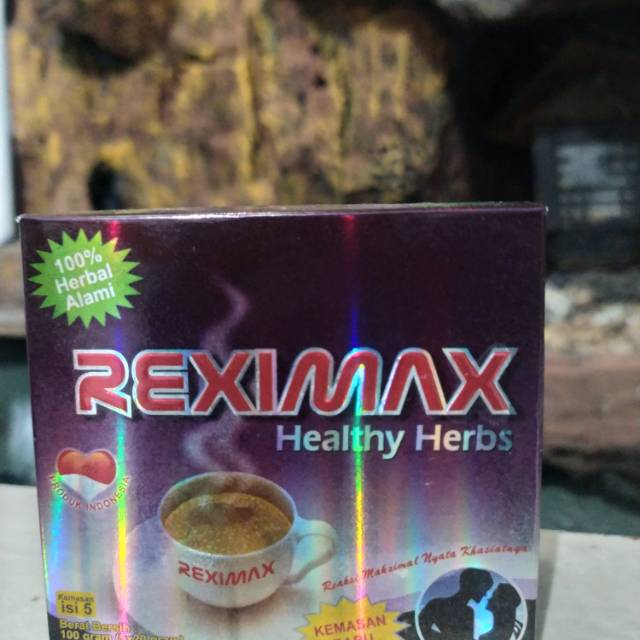 100%
Herbal
Alami
REXIMAX
Healthy Herbs
PRODUK INDONESIA
REXIMAX
Reaksi Maksimal Nyata Khasiatnya
Kemasan
isi 5
Berat Bersih
100 gram
KEMASAN